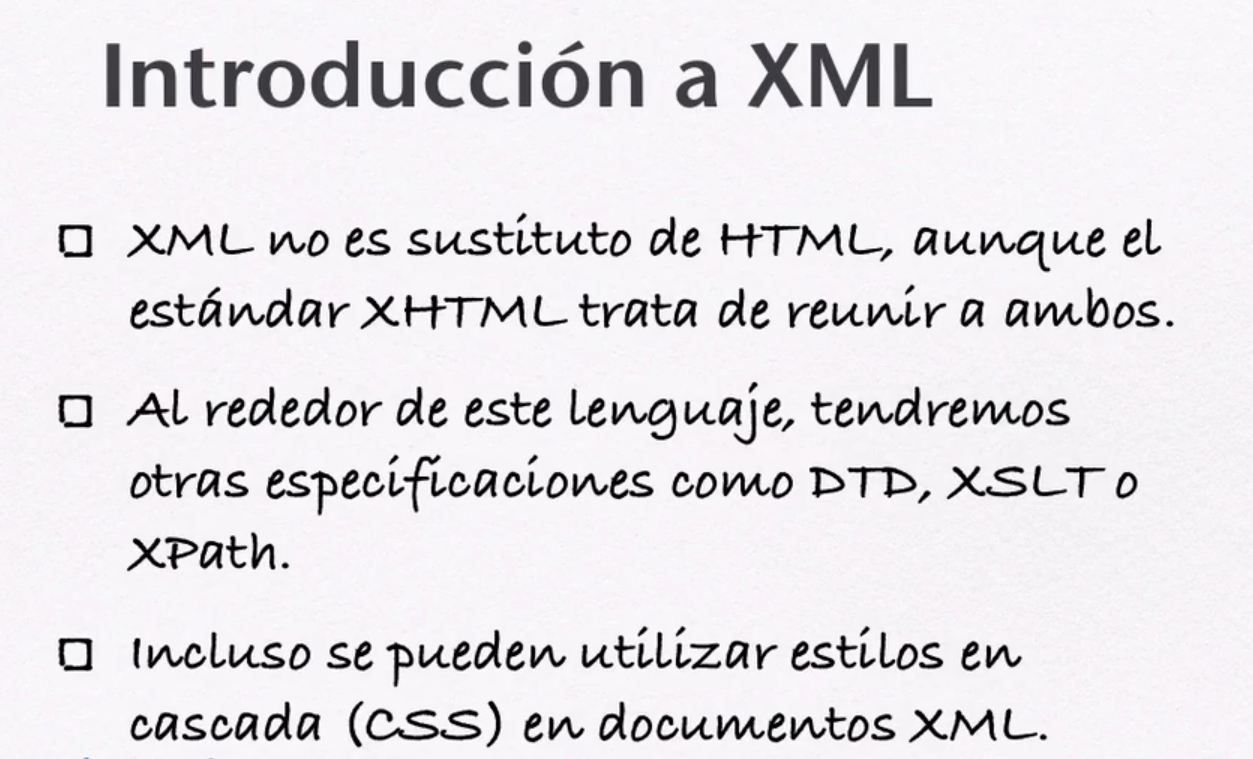 Introducción a XML
XML no es sustituto de HTML, aunque el
estándar XHTML trata de reunir a ambos.
Al rededor de este lenguaje, tendremos
otras especificaciones como DTD, XSLT o
XPath.
Incluso se pueden utilizar estilos en
cascada (CSS) en documentos XML.